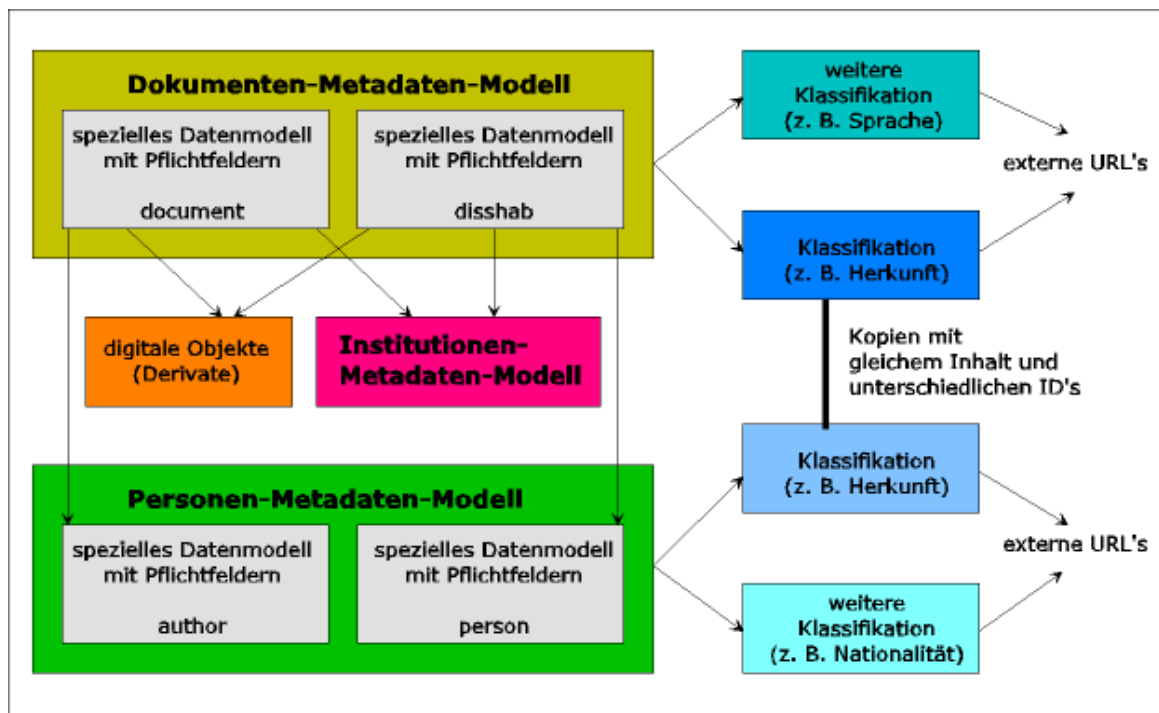 Dokumenten-Metadaten-Modell
spezielles Datenmodell
mit Pflichtfeldern
document
spezielles Datenmodell
mit Pflichtfeldern
disshab
weitere
Klassifikation
(z. B. Sprache)
externe URL's
Klassifikation
(z. B. Herkunft)
digitale Objekte
(Derivate)
Institutionen-
Metadaten-Modell
Kopien mit
gleichem Inhalt und
unterschiedlichen ID's
Personen-Metadaten-Modell
spezielles Datenmodell
mit Pflichtfeldern
author
spezielles Datenmodell
mit Pflichtfeldern
person
Klassifikation
(z. B. Herkunft)
externe URL's
weitere
Klassifikation
(z. B. Nationalität)